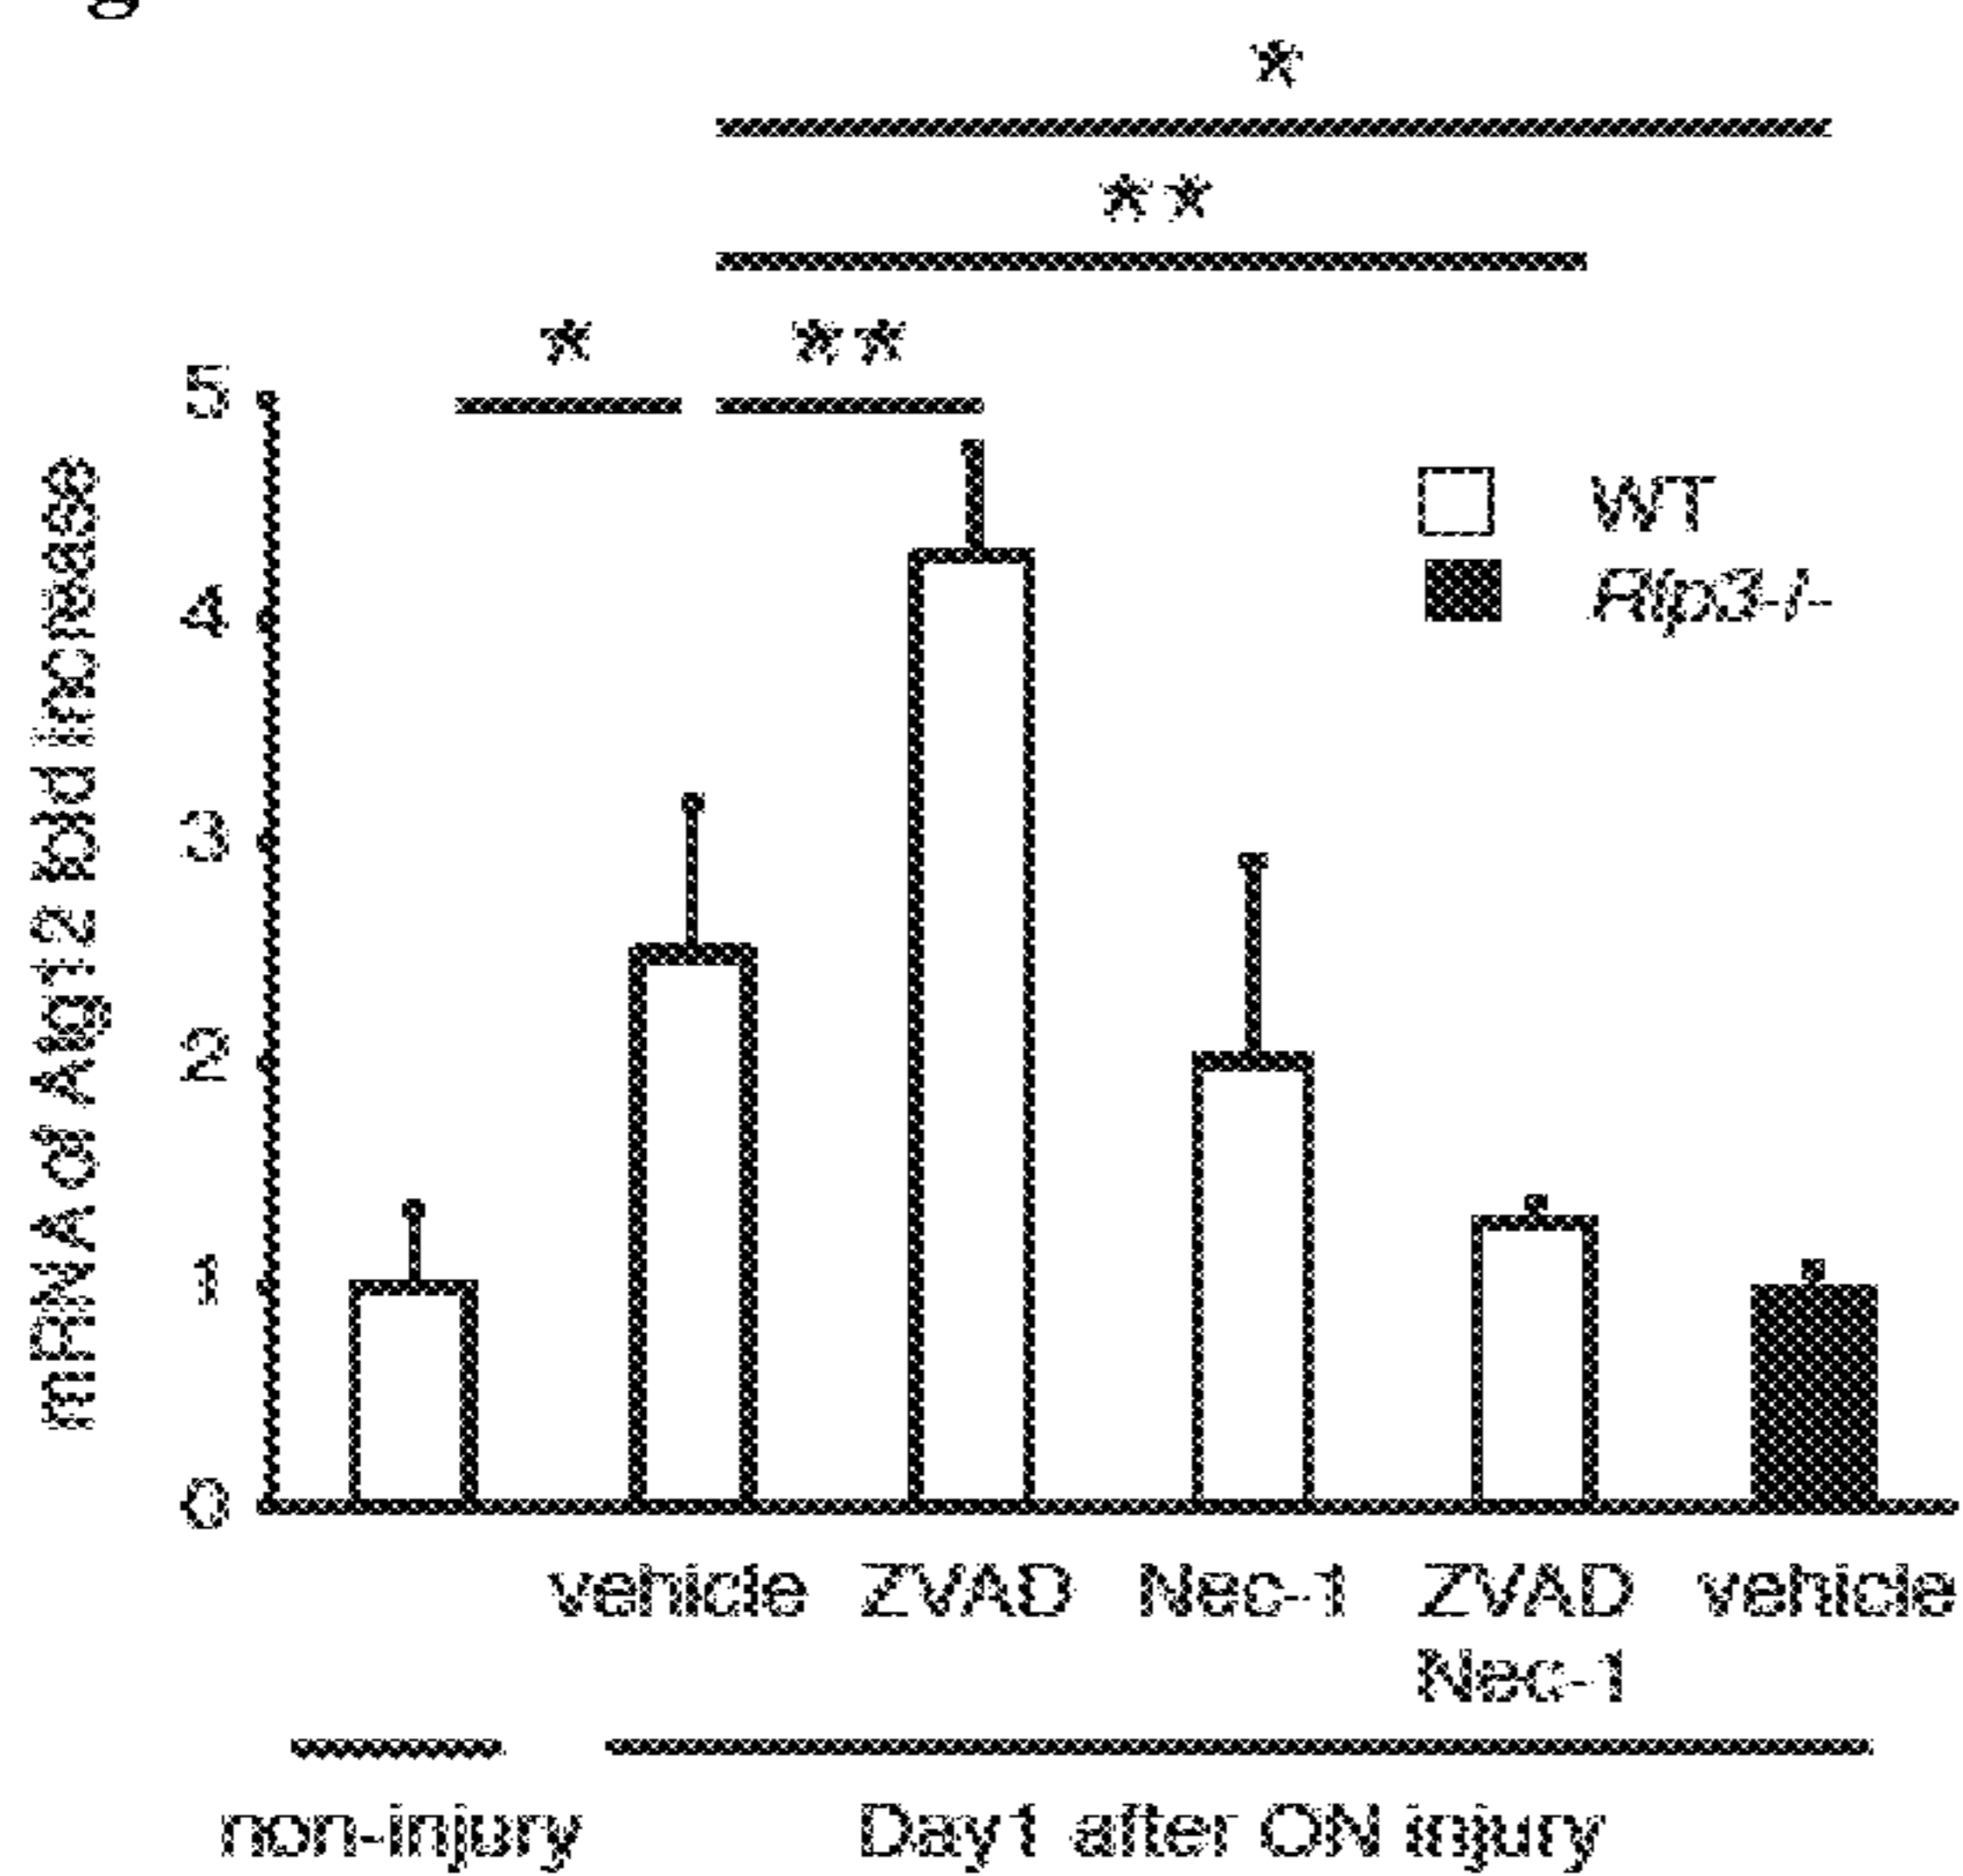 *
**
* **
5
4
3
2
1
0
mRNA of Atg12 fold increase
WT
Rip3-/-
vehicle ZVAD Nec-1 ZVAD vehicle
Nec-1
non-injury Day1 after ON injury